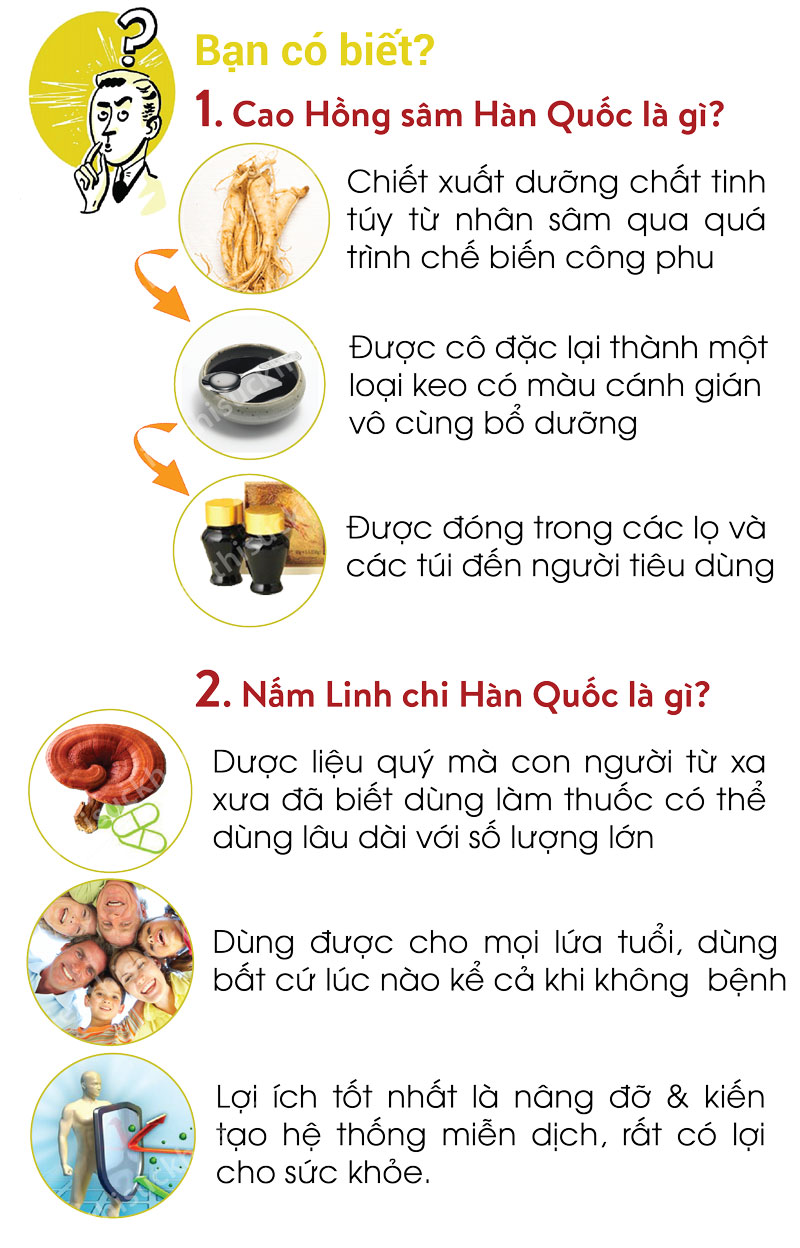 Bạn có biết?
1. Cao Hồng sâm Hàn Quốc là gì?
Chiết xuất dưỡng chất tinh
túy từ nhân sâm qua quá
trình chế biến công phu
Được cô đặc lại thành một
loại keo có màu cánh gián
vô cùng bổ dưỡng
Được đóng trong các lọ và
các túi đến người tiêu dùng
2. Nấm Linh chi Hàn Quốc là gì?
Dược liệu quý mà con người từ xa
xưa đã biết dùng làm thuốc có thể
dùng lâu dài với số lượng lớn
Dùng được cho mọi lứa tuổi, dùng
bất cứ lúc nào kể cả khi không bệnh
Lợi ích tốt nhất là nâng đỡ & kiến
tạo hệ thống miễn dịch, rất có lợi
cho sức khỏe.